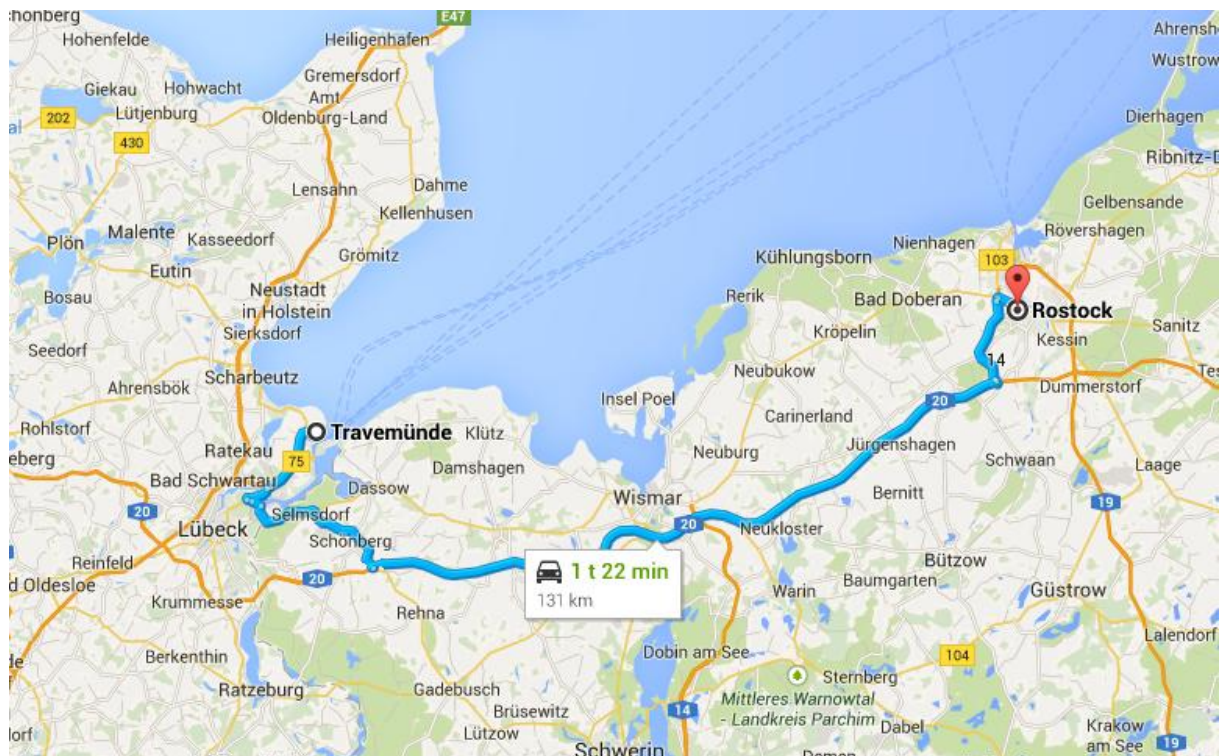 E47
Hohenfelde
Heiligenhafen
Ahrensh
Wustrow
Giekau
Hohwacht
Gremersdorf
Amt
Oldenburg-Land
202
Lütjenburg
430
Dierhagen
Ribnitz-D
Lensahn
Dahme
Kellenhusen
Gelbensande
Plön
Malente
Kasseedorf
Grömitz
Nienhagen
Rövershagen
Eutin
Kühlungsborn
103
Bosau
Neustadt
in Holstein
Rerik
Bad Doberan
Rostock
Sierksdorf
Kröpelin
Sanitz
Seedorf
Kessin
14
Ahrensbök
Scharbeutz
Neubukow
Dummerstorf
Tes
Insel Poel
20
Carinerland
Rohlstorf
Travemünde
Klütz
Jürgenshagen
Ratekau
75
Damshagen
Neuburg
Schwaan
Laage
Bad Schwartau
Dassow
Wismar
Bernitt
20
Lübeck
Selmsdorf
20
Neukloster
19
Reinfeld
Schönberg
1 t 22 min
131 km
Bützow
d Oldesloe
20
Baumgarten
Güstrow
Krummesse
Rehna
Warin
Lalendorf
Berkenthin
Dobin am See
104
Ratzeburg
Gadebusch
Sternberg
Mittleres Warnowtal
- Landkreis Parchim
Brüsewitz
14
Dabel
Krakow
am See
Lützow
19
Schwerin